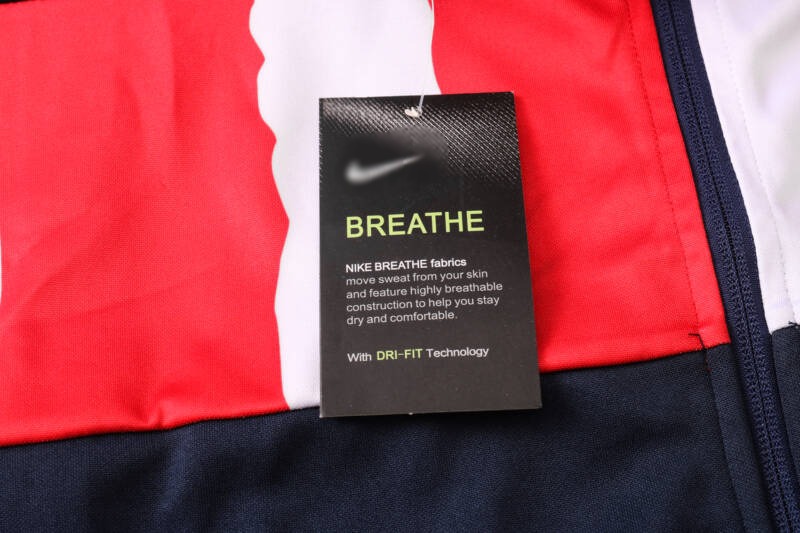 BREATHE
NIKE BREATHE fabrics
move sweat from your skin
and feature highly breathable
construction to help you stay
dry and comfortable.
With DRI-FIT Technology